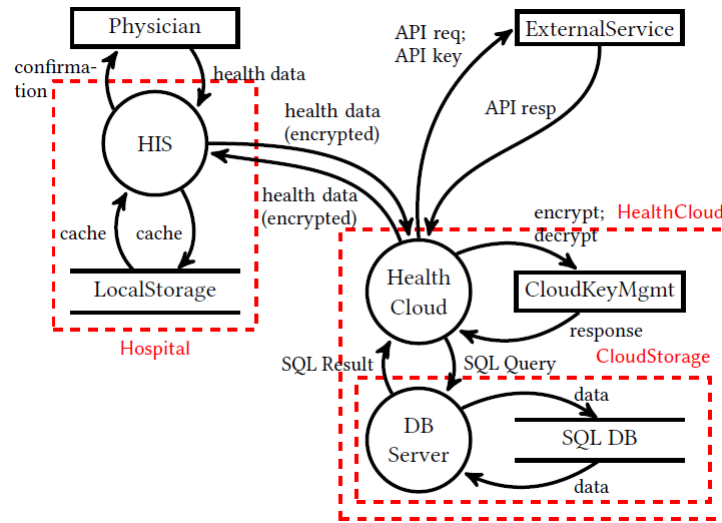 Physician
confirma-
tion
health data
HIS
cache
cache
LocalStorage
Hospital
health data
(encrypted)
health data
(encrypted)
API req;
API key
ExternalService
API resp
encrypt;
decrypt
HealthCloud
Health
Cloud
CloudKeyMgmt
response
CloudStorage
SQL Result
SQL Query
DB
Server
data
SQL DB
data